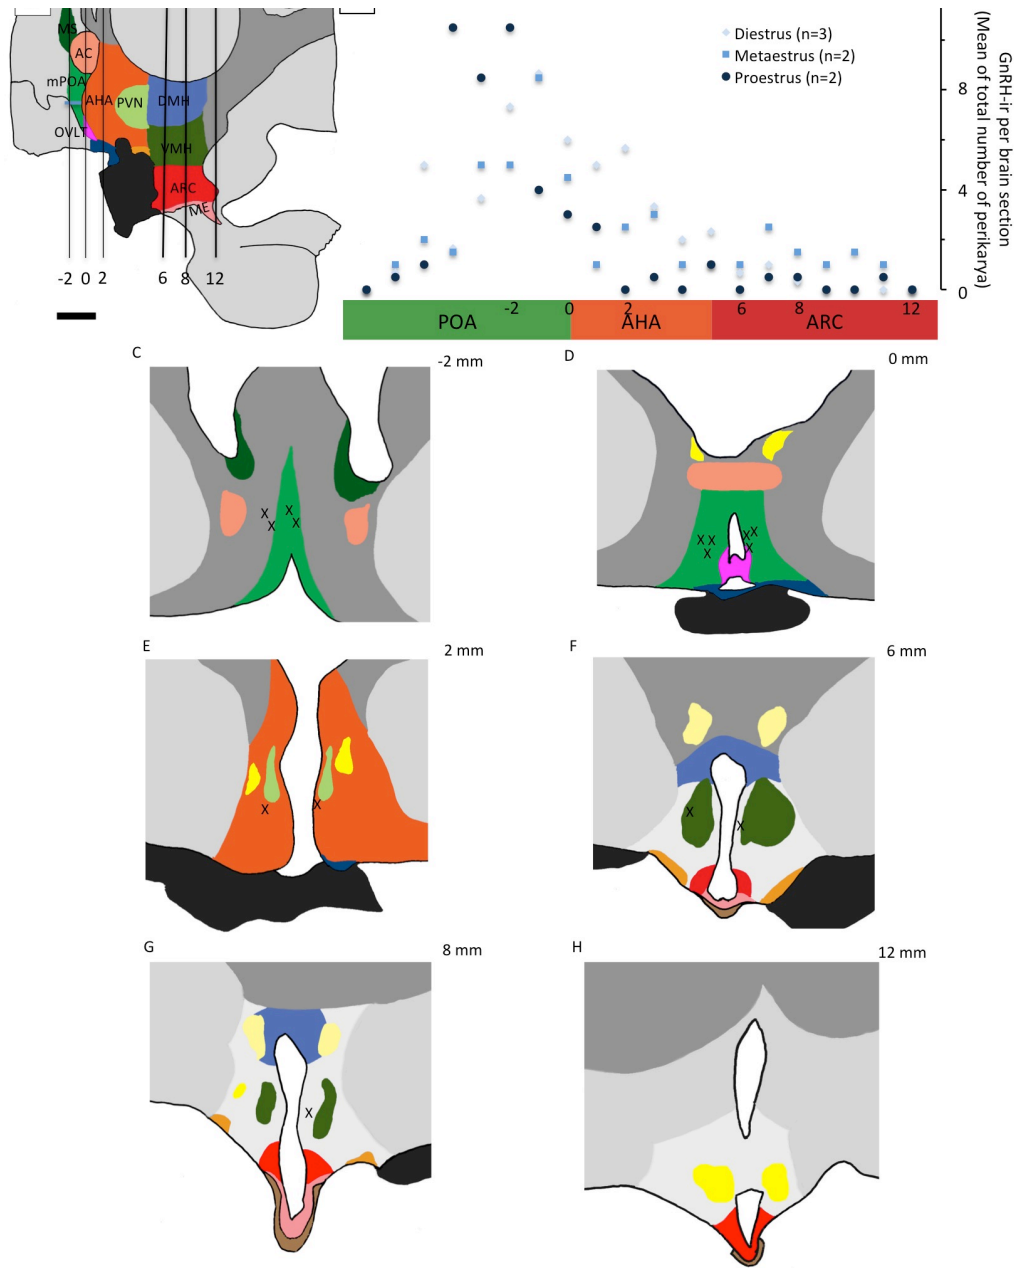 MS
AC
mPOA
AHA
PVN
DMH
OVLT
VMH
ARC
ME
-2 0 2 6 8 12
Diestrus (n=3)
Metaestrus (n=2)
Proestrus (n=2)
8
4
0
GnRH-ir per brain section
(Mean of total number of perikarya)
-2 0 2 6 8 12
POA AHA ARC
C -2 mm
X
X
X
X
D 0 mm
X X
X
X X
X
E 2 mm
X
X
F 6 mm
X
X
G 8 mm
X
H 12 mm